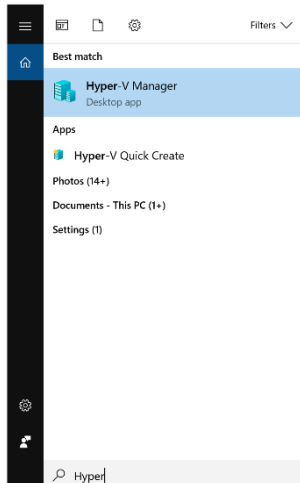 Filters
Best match
Hyper-V Manager
Desktop app
Apps
Hyper-V Quick Create
Photos (14+)
Documents - This PC (1+)
Settings (1)
Hyper